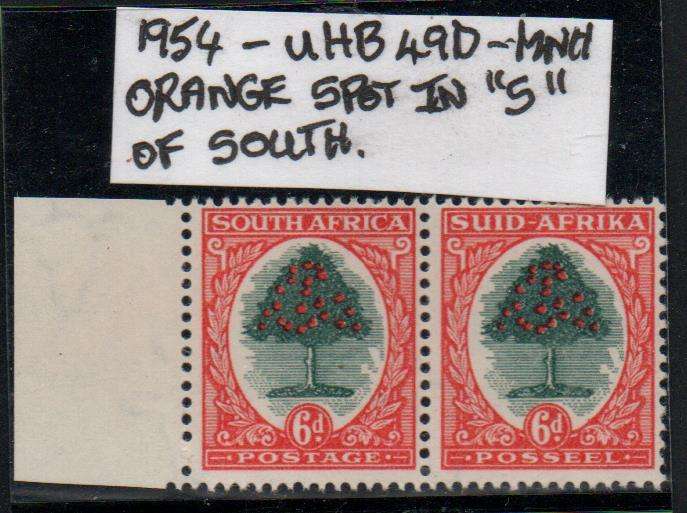 1954 - UHB 49D - MNH
ORANGE SPOT IN "S"
OF SOUTH.
SOUTH AFRICA SUID-AFRIKA
6d 6d
POSTAGE POSSEEL